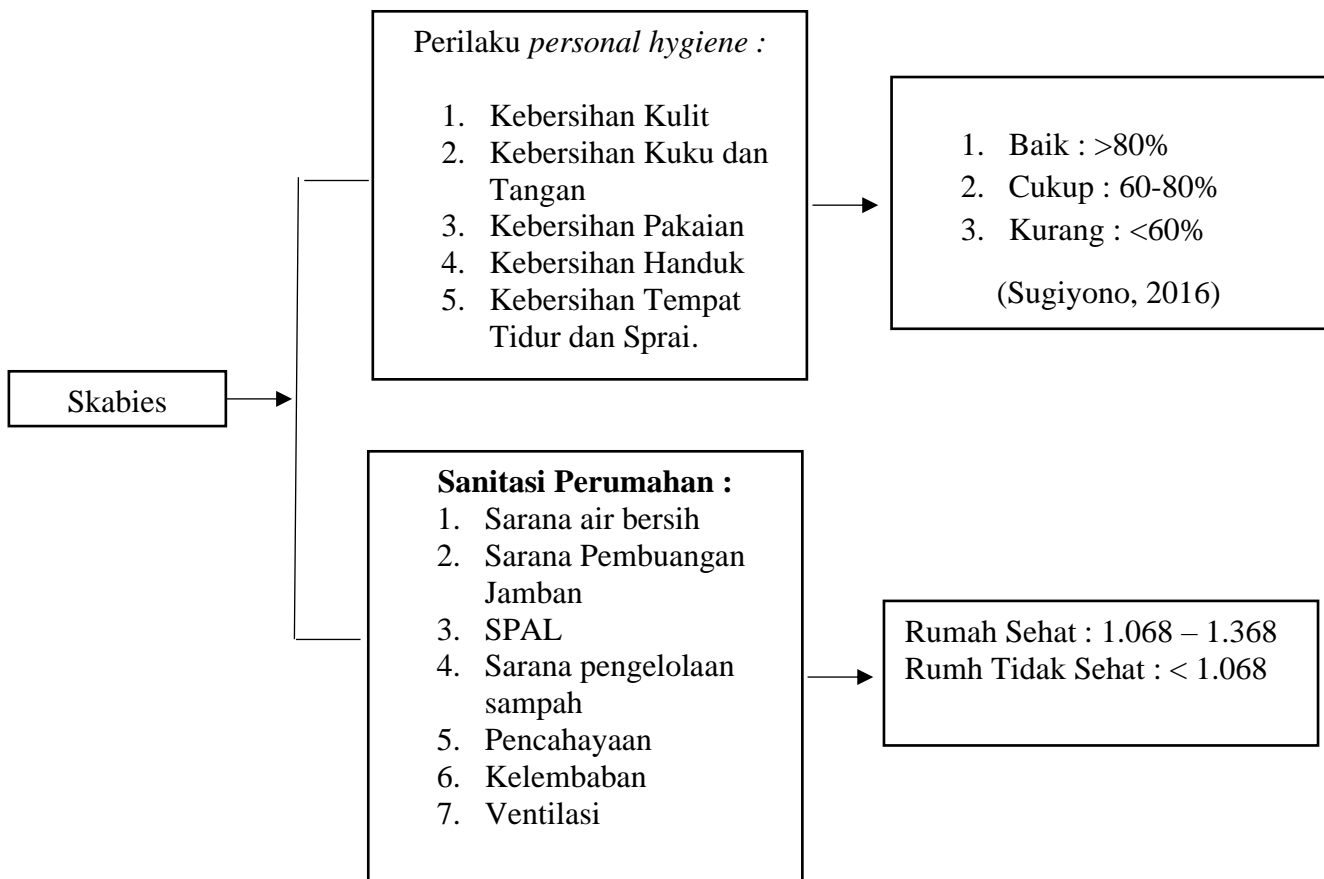 Perilaku personal hygiene :
1. Kebersihan Kulit
2. Kebersihan Kuku dan
Tangan
3. Kebersihan Pakaian
4. Kebersihan Handuk
5. Kebersihan Tempat
Tidur dan Sprai.
1. Baik : >80%
2. Cukup : 60-80%
3. Kurang : <60%
(Sugiyono, 2016)
Skabies
Sanitasi Perumahan :
1. Sarana air bersih
2. Sarana Pembuangan
Jamban
3. SPAL
4. Sarana pengelolaan
sampah
5. Pencahayaan
6. Kelembaban
7. Ventilasi
Rumah Sehat : 1.068 – 1.368
Rumh Tidak Sehat : < 1.068